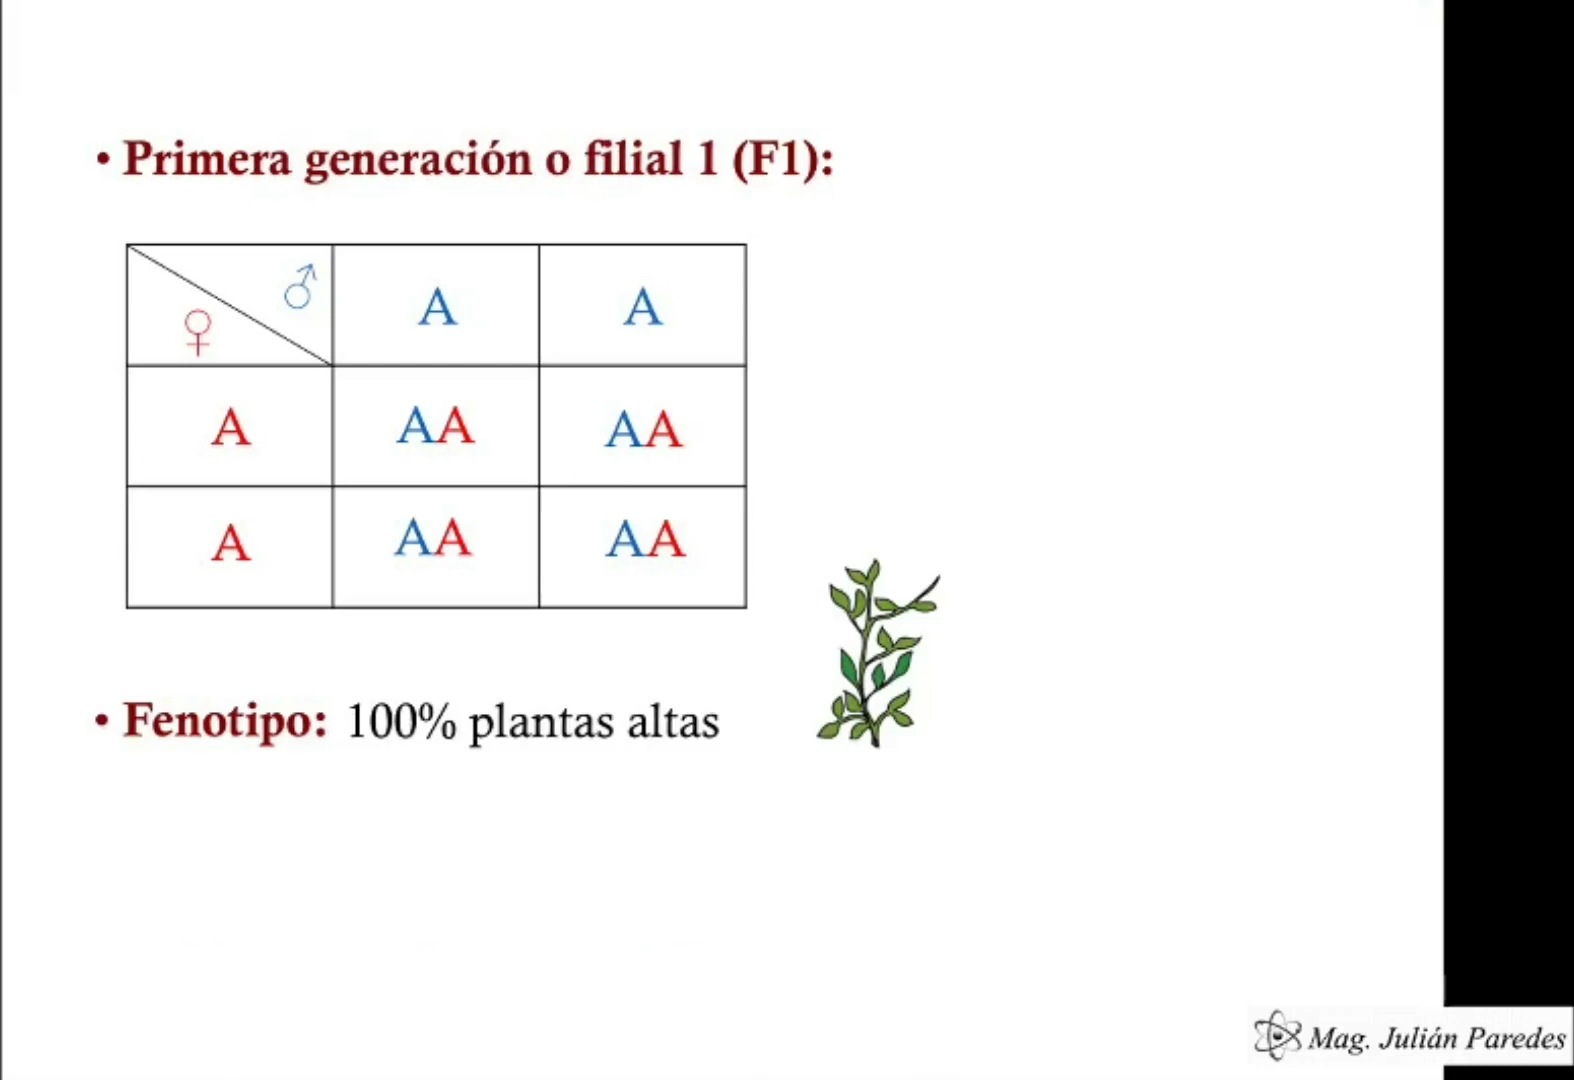 • Primera generación o filial 1 (F1):
♂
♀
A A
A AA AA
A AA AA
• Fenotipo: 100% plantas altas
Mag. Julián Paredes